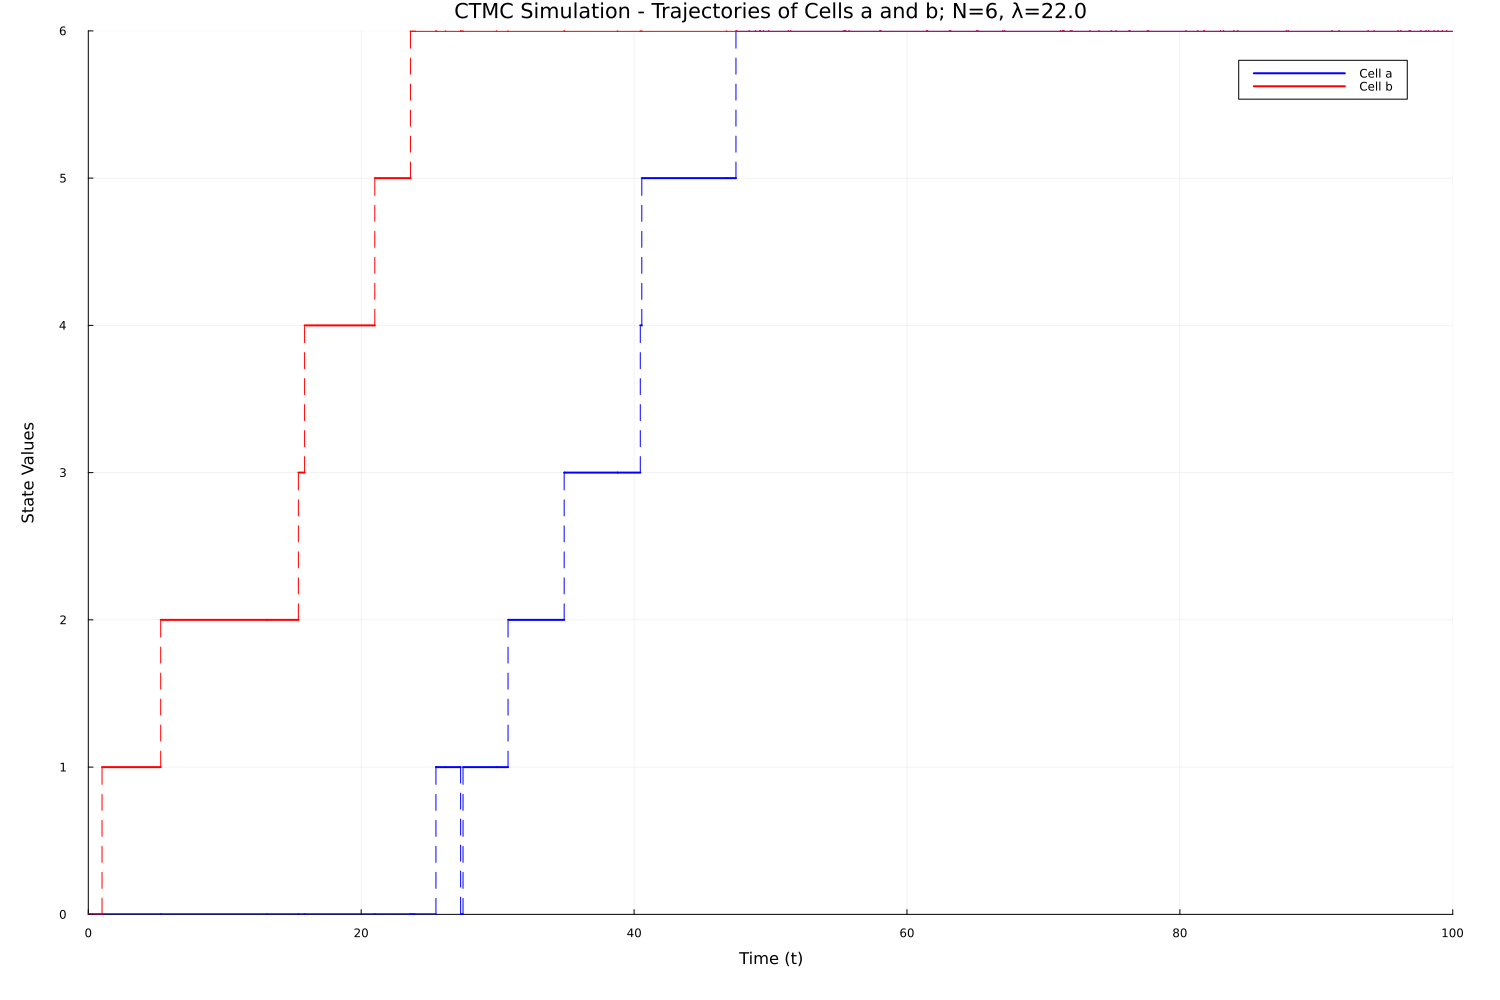 CTMC Simulation - Trajectories of Cells a and b; N=6, λ=22.0
6
Cell a
Cell b
5
4
State Values
3
2
1
0
0 20 40 60 80 100
Time (t)